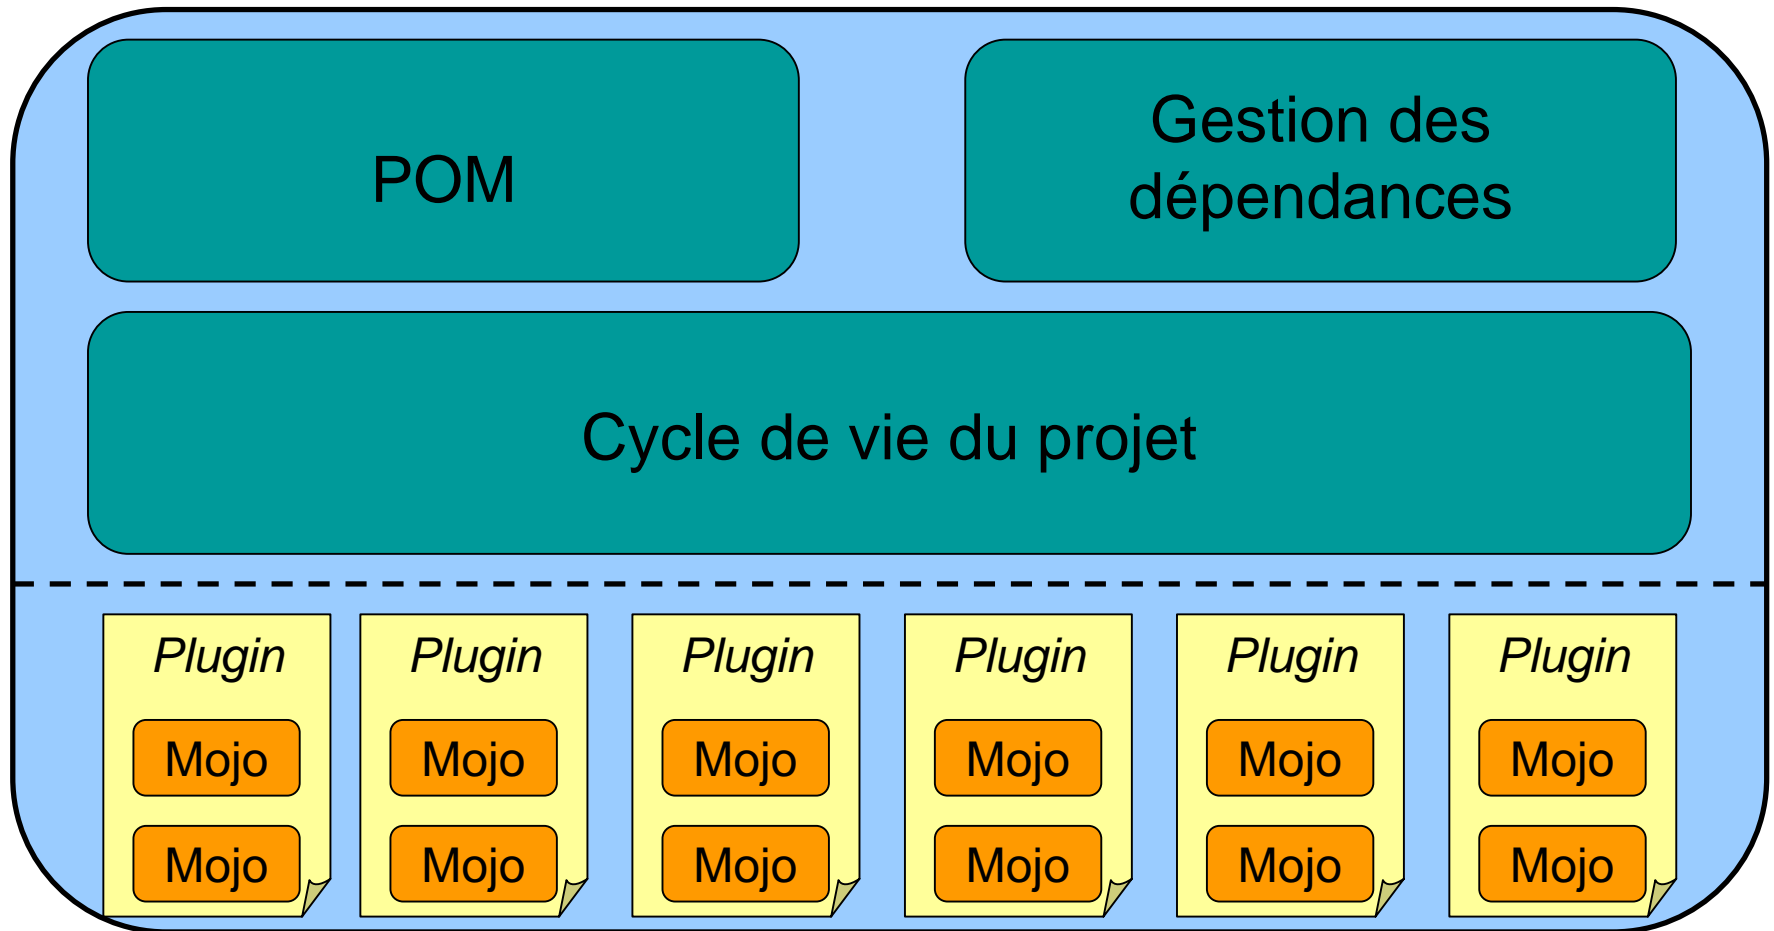 POM
Gestion des
dépendances
Cycle de vie du projet
Plugin Plugin Plugin Plugin Plugin Plugin
Mojo Mojo Mojo Mojo Mojo Mojo
Mojo Mojo Mojo Mojo Mojo Mojo